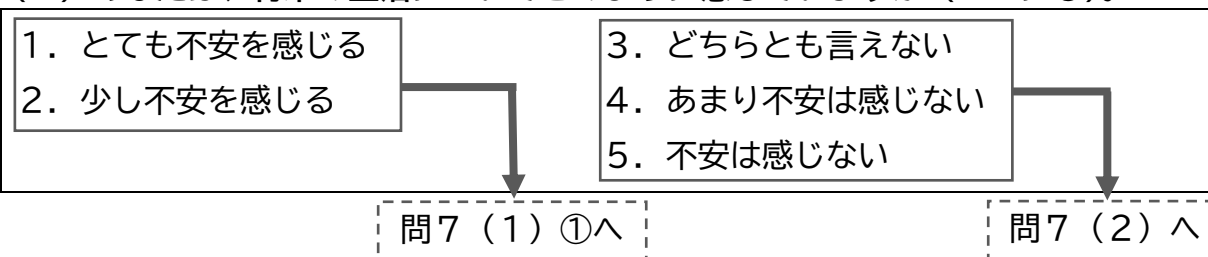 1．とても不安を感じる
2．少し不安を感じる
3．どちらとも言えない
4．あまり不安は感じない
5．不安は感じない
問7（1）①へ
問7（2）へ